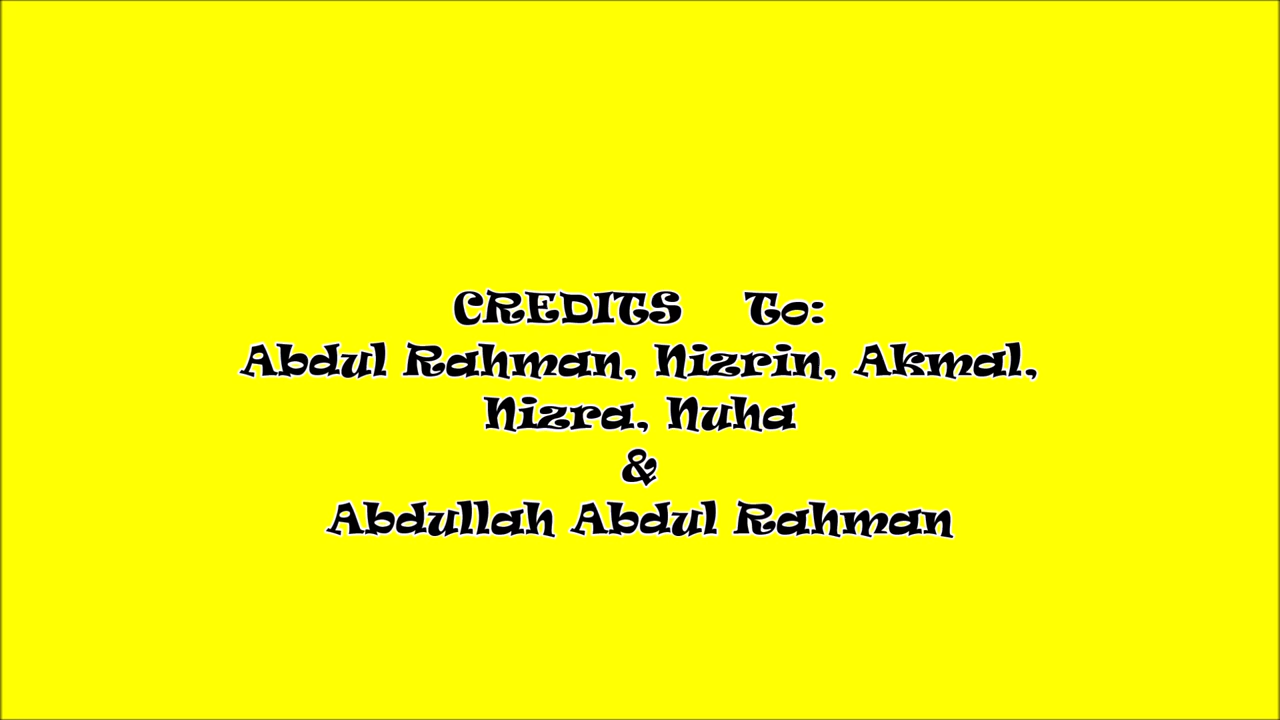 CREDITS To:
Abdul Rahman, Nizrin, Akmal,
Nizra, Nuha
&
Abdullah Abdul Rahman